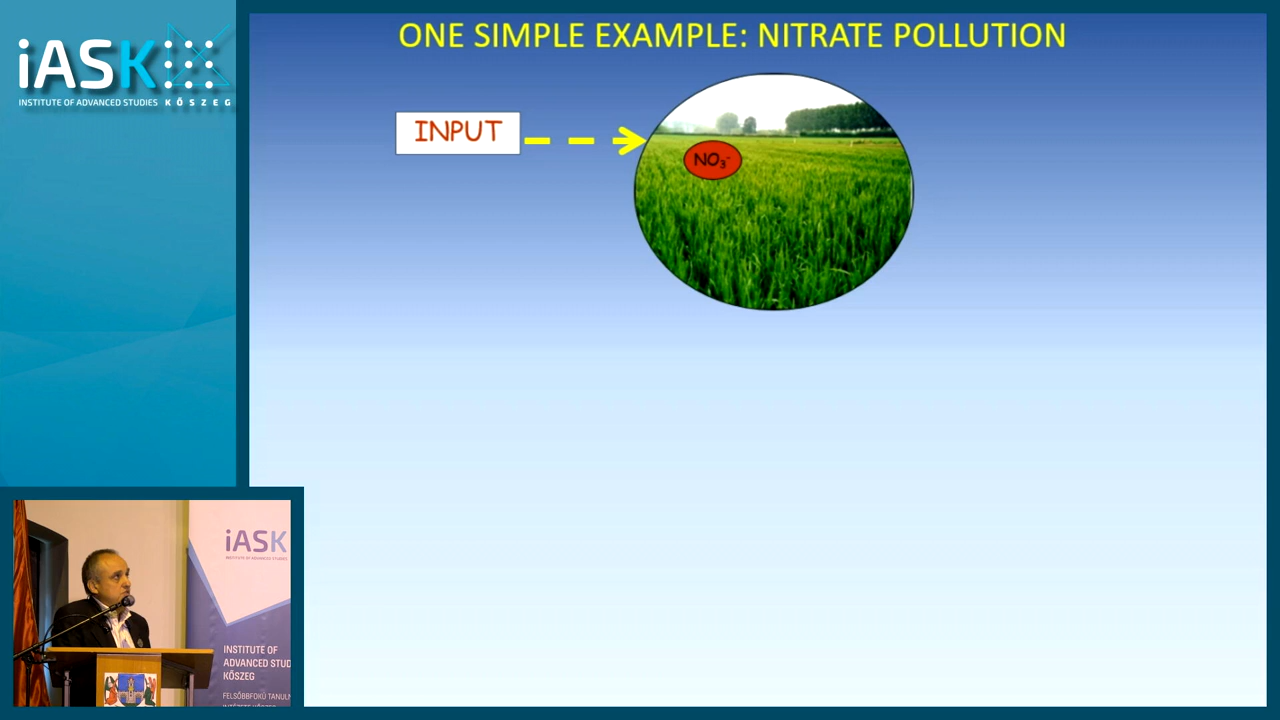 iASK
INSTITUTE OF ADVANCED STUDIES KŐSZEG
ONE SIMPLE EXAMPLE: NITRATE POLLUTION
INPUT
NO₃⁻
iASK
INSTITUTE OF ADVANCED STUDIES
INSTITUTE OF
ADVANCED STUD
KŐSZEG
FELSŐBBFOKÚ TANULM